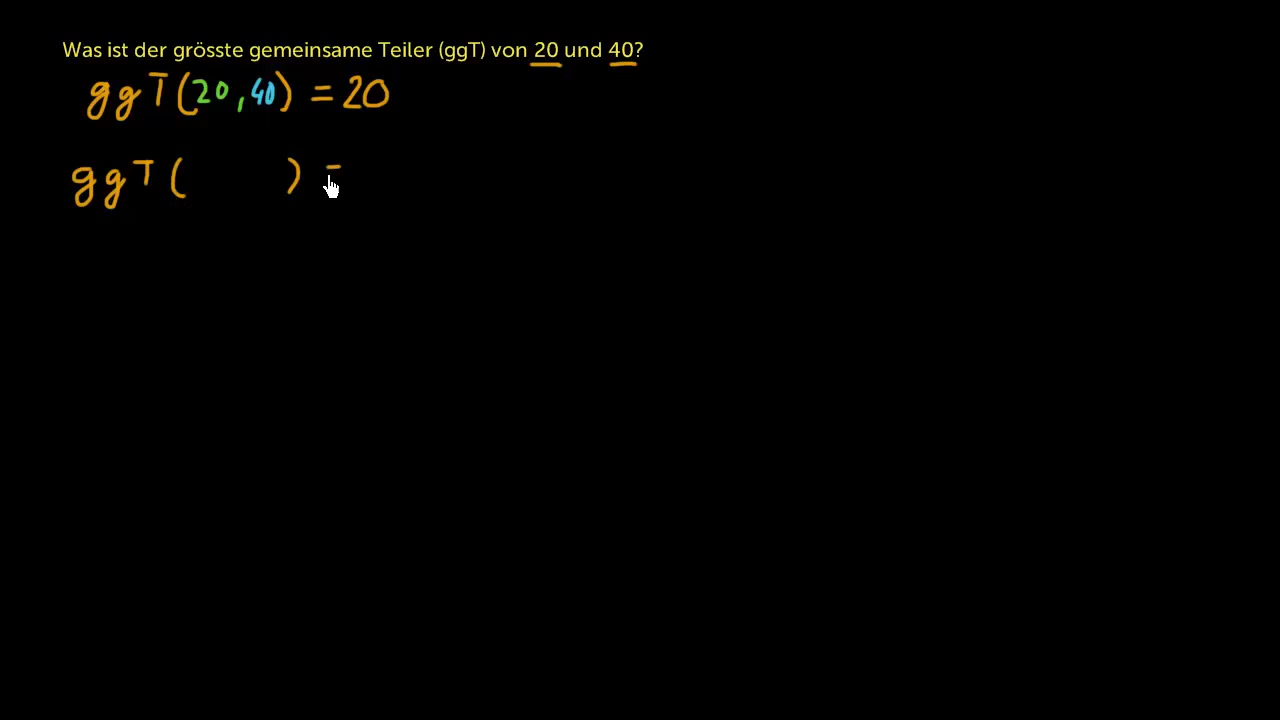 Was ist der grösste gemeinsame Teiler (ggT) von 20 und 40?
ggT(20,40) = 20
ggT(    ) =